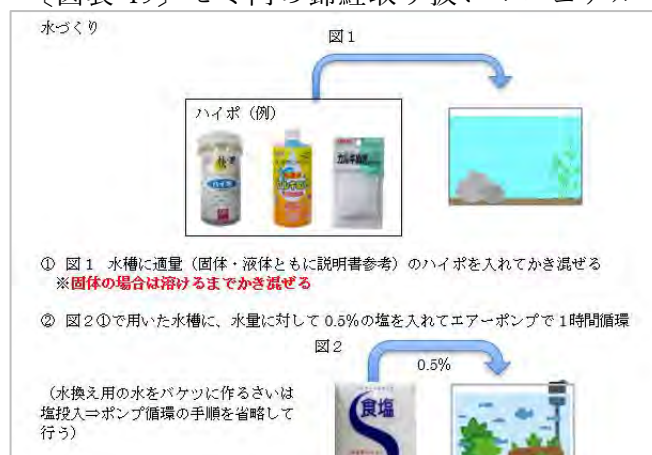 水づくり
図1
ハイポ（例）
ハイポ
カルキ
① 図1 水槽に適量（固体・液体ともに説明書参考）のハイポを入れてかき混ぜる
※固体の場合は溶けるまでかき混ぜる
② 図2①で用いた水槽に、水量に対して0.5%の塩を入れてエアーポンプで1時間循環
図2
0.5%
（水換え用の水をバケツに作るさいは
塩投入⇒ポンプ循環の手順を省略して
行う）
食塩